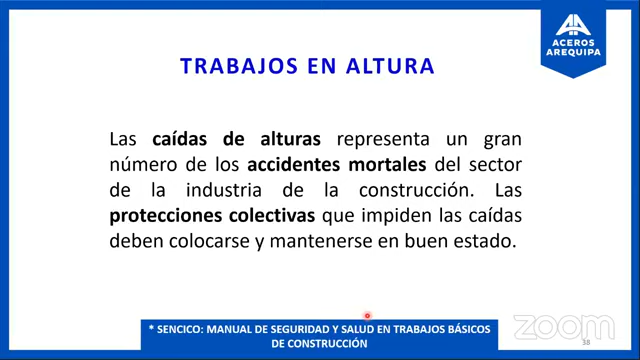 ACEROS
AREQUIPA
TRABAJOS EN ALTURA
Las caídas de alturas representa un gran
número de los accidentes mortales del sector
de la industria de la construcción. Las
protecciones colectivas que impiden las caídas
deben colocarse y mantenerse en buen estado.
* SENCICO: MANUAL DE SEGURIDAD Y SALUD EN TRABAJOS BÁSICOS
DE CONSTRUCCIÓN
zoom
38